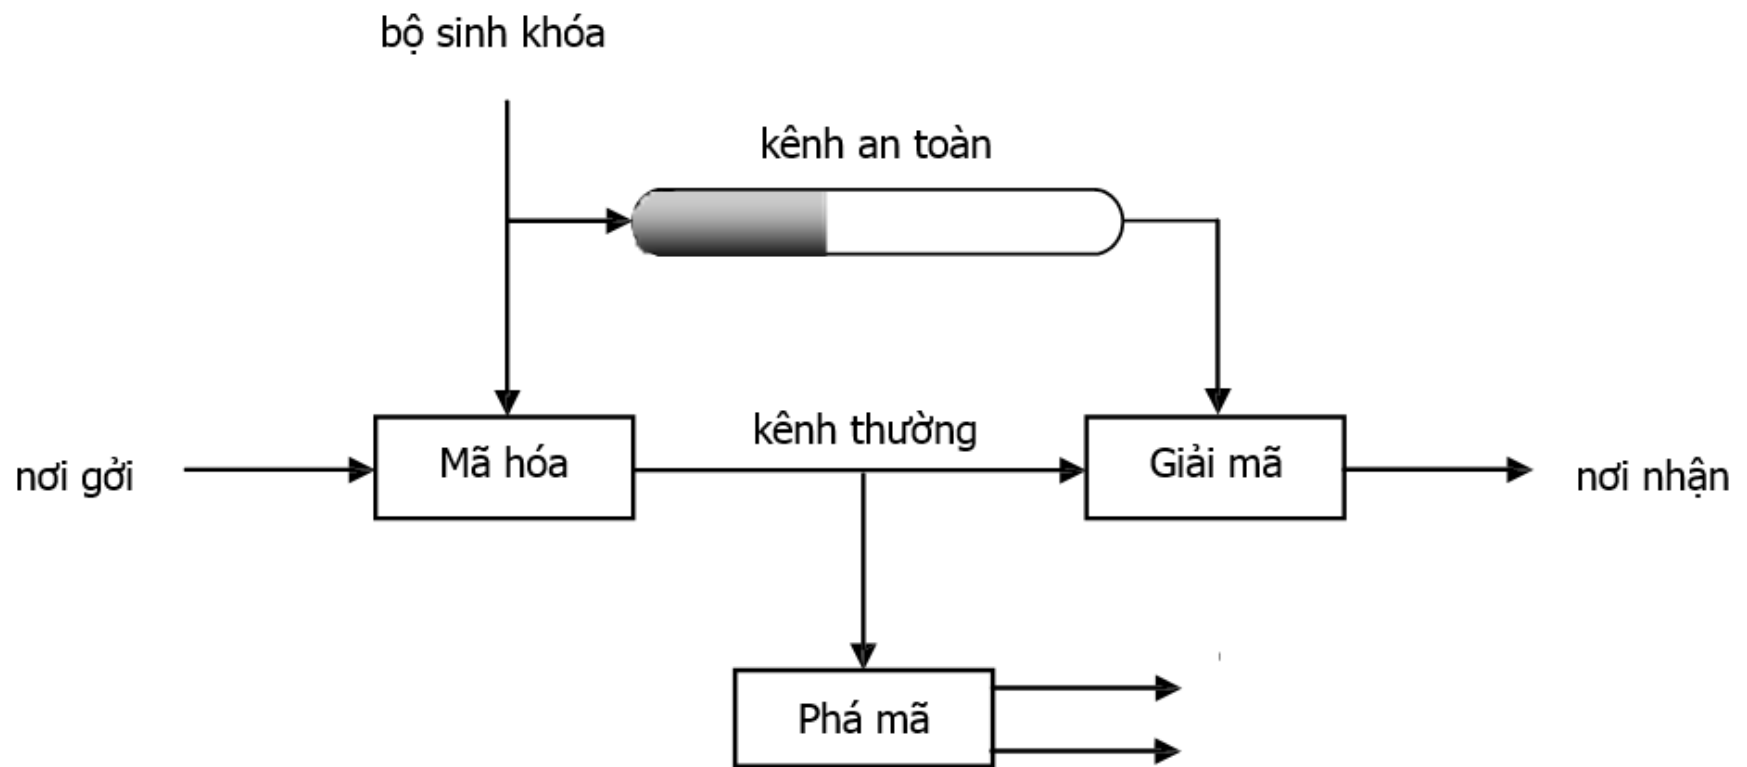 bộ sinh khóa
kênh an toàn
nơi gởi
Mã hóa
kênh thường
Giải mã
nơi nhận
Phá mã